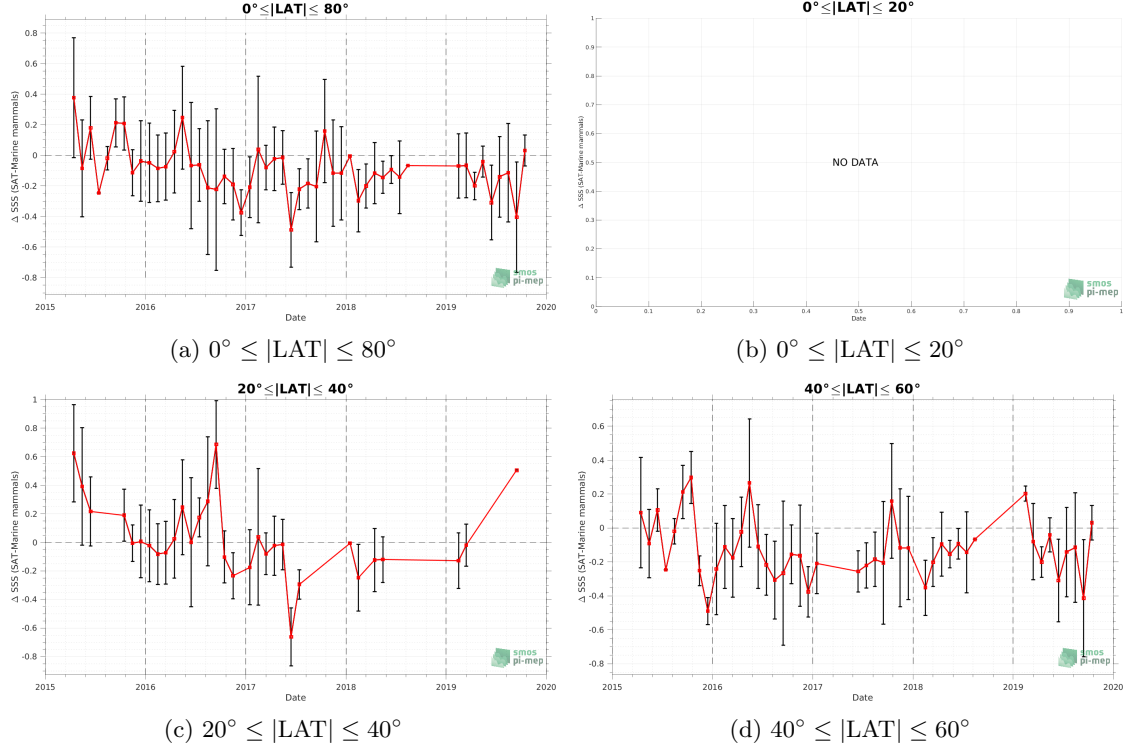 0°≤|LAT|≤ 80°
Δ SSS (SAT-Marine mammals)
0.8
0.6
0.4
0.2
0
-0.2
-0.4
-0.6
-0.8
2015 2016 2017 2018 2019 2020
Date
smos
pi-mep
(a) 0° ≤ |LAT| ≤ 80°
0°≤|LAT|≤ 20°
Δ SSS (SAT-Marine mammals)
1
0.9
0.8
0.7
0.6
0.5
0.4
0.3
0.2
0.1
0
NO DATA
0 0.1 0.2 0.3 0.4 0.5 0.6 0.7 0.8 0.9 1
Date
smos
pi-mep
(b) 0° ≤ |LAT| ≤ 20°
20°≤|LAT|≤ 40°
Δ SSS (SAT-Marine mammals)
1
0.8
0.6
0.4
0.2
0
-0.2
-0.4
-0.6
-0.8
2015 2016 2017 2018 2019 2020
Date
smos
pi-mep
(c) 20° ≤ |LAT| ≤ 40°
40°≤|LAT|≤ 60°
Δ SSS (SAT-Marine mammals)
0.6
0.4
0.2
0
-0.2
-0.4
-0.6
-0.8
2015 2016 2017 2018 2019 2020
Date
smos
pi-mep
(d) 40° ≤ |LAT| ≤ 60°